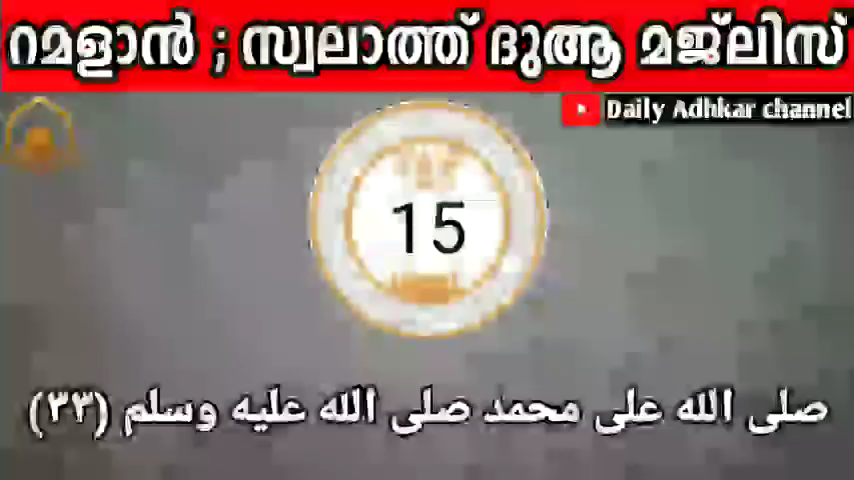 റമളാൻ ; സ്വലാത്ത് ദുആ മജ്ലിസ്
Daily Adhkar channel
15
صلى الله على محمد صلى الله عليه وسلم (٣٣)